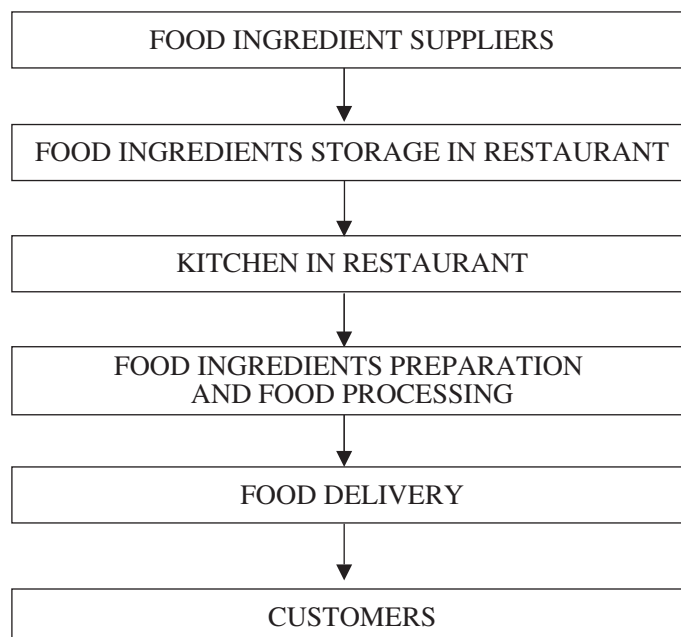 FOOD INGREDIENT SUPPLIERS
FOOD INGREDIENTS STORAGE IN RESTAURANT
KITCHEN IN RESTAURANT
FOOD INGREDIENTS PREPARATION
AND FOOD PROCESSING
FOOD DELIVERY
CUSTOMERS